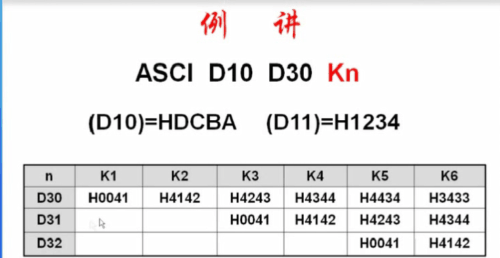 例 讲
ASCI D10 D30 Kn
(D10)=HDCBA (D11)=H1234
n K1 K2 K3 K4 K5 K6
D30 H0041 H4142 H4243 H4344 H4434 H3433
D31 H0041 H4142 H4243 H4344
D32 H0041 H4142